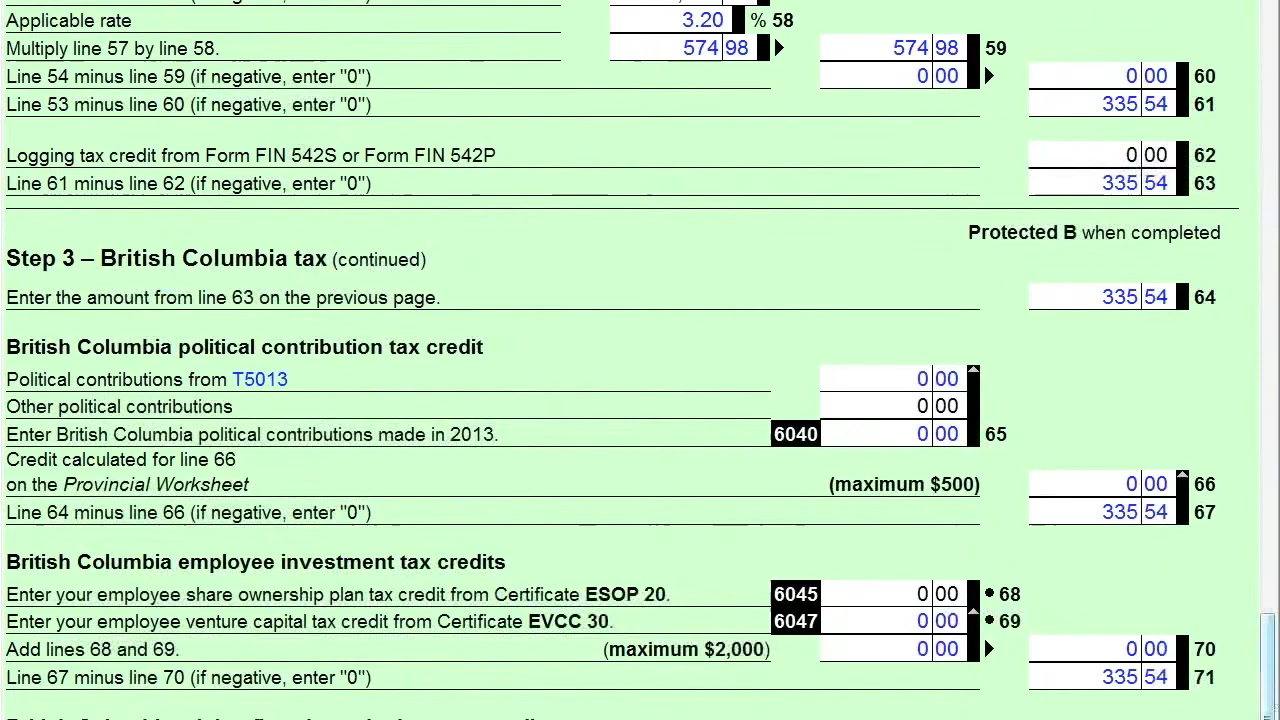 Applicable rate 3.20 % 58
Multiply line 57 by line 58. 574 98 574 98 59
Line 54 minus line 59 (if negative, enter "0") 0 00 0 00 60
Line 53 minus line 60 (if negative, enter "0") 335 54 61
Logging tax credit from Form FIN 542S or Form FIN 542P 0 00 62
Line 61 minus line 62 (if negative, enter "0") 335 54 63
Protected B when completed
Step 3 – British Columbia tax (continued)
Enter the amount from line 63 on the previous page. 335 54 64
British Columbia political contribution tax credit
Political contributions from T5013 0 00
Other political contributions 0 00
Enter British Columbia political contributions made in 2013. 6040 0 00 65
Credit calculated for line 66
on the Provincial Worksheet (maximum $500) 0 00 66
Line 64 minus line 66 (if negative, enter "0") 335 54 67
British Columbia employee investment tax credits
Enter your employee share ownership plan tax credit from Certificate ESOP 20. 6045 0 00 • 68
Enter your employee venture capital tax credit from Certificate EVCC 30. 6047 0 00 • 69
Add lines 68 and 69. (maximum $2,000) 0 00 0 00 70
Line 67 minus line 70 (if negative, enter "0") 335 54 71